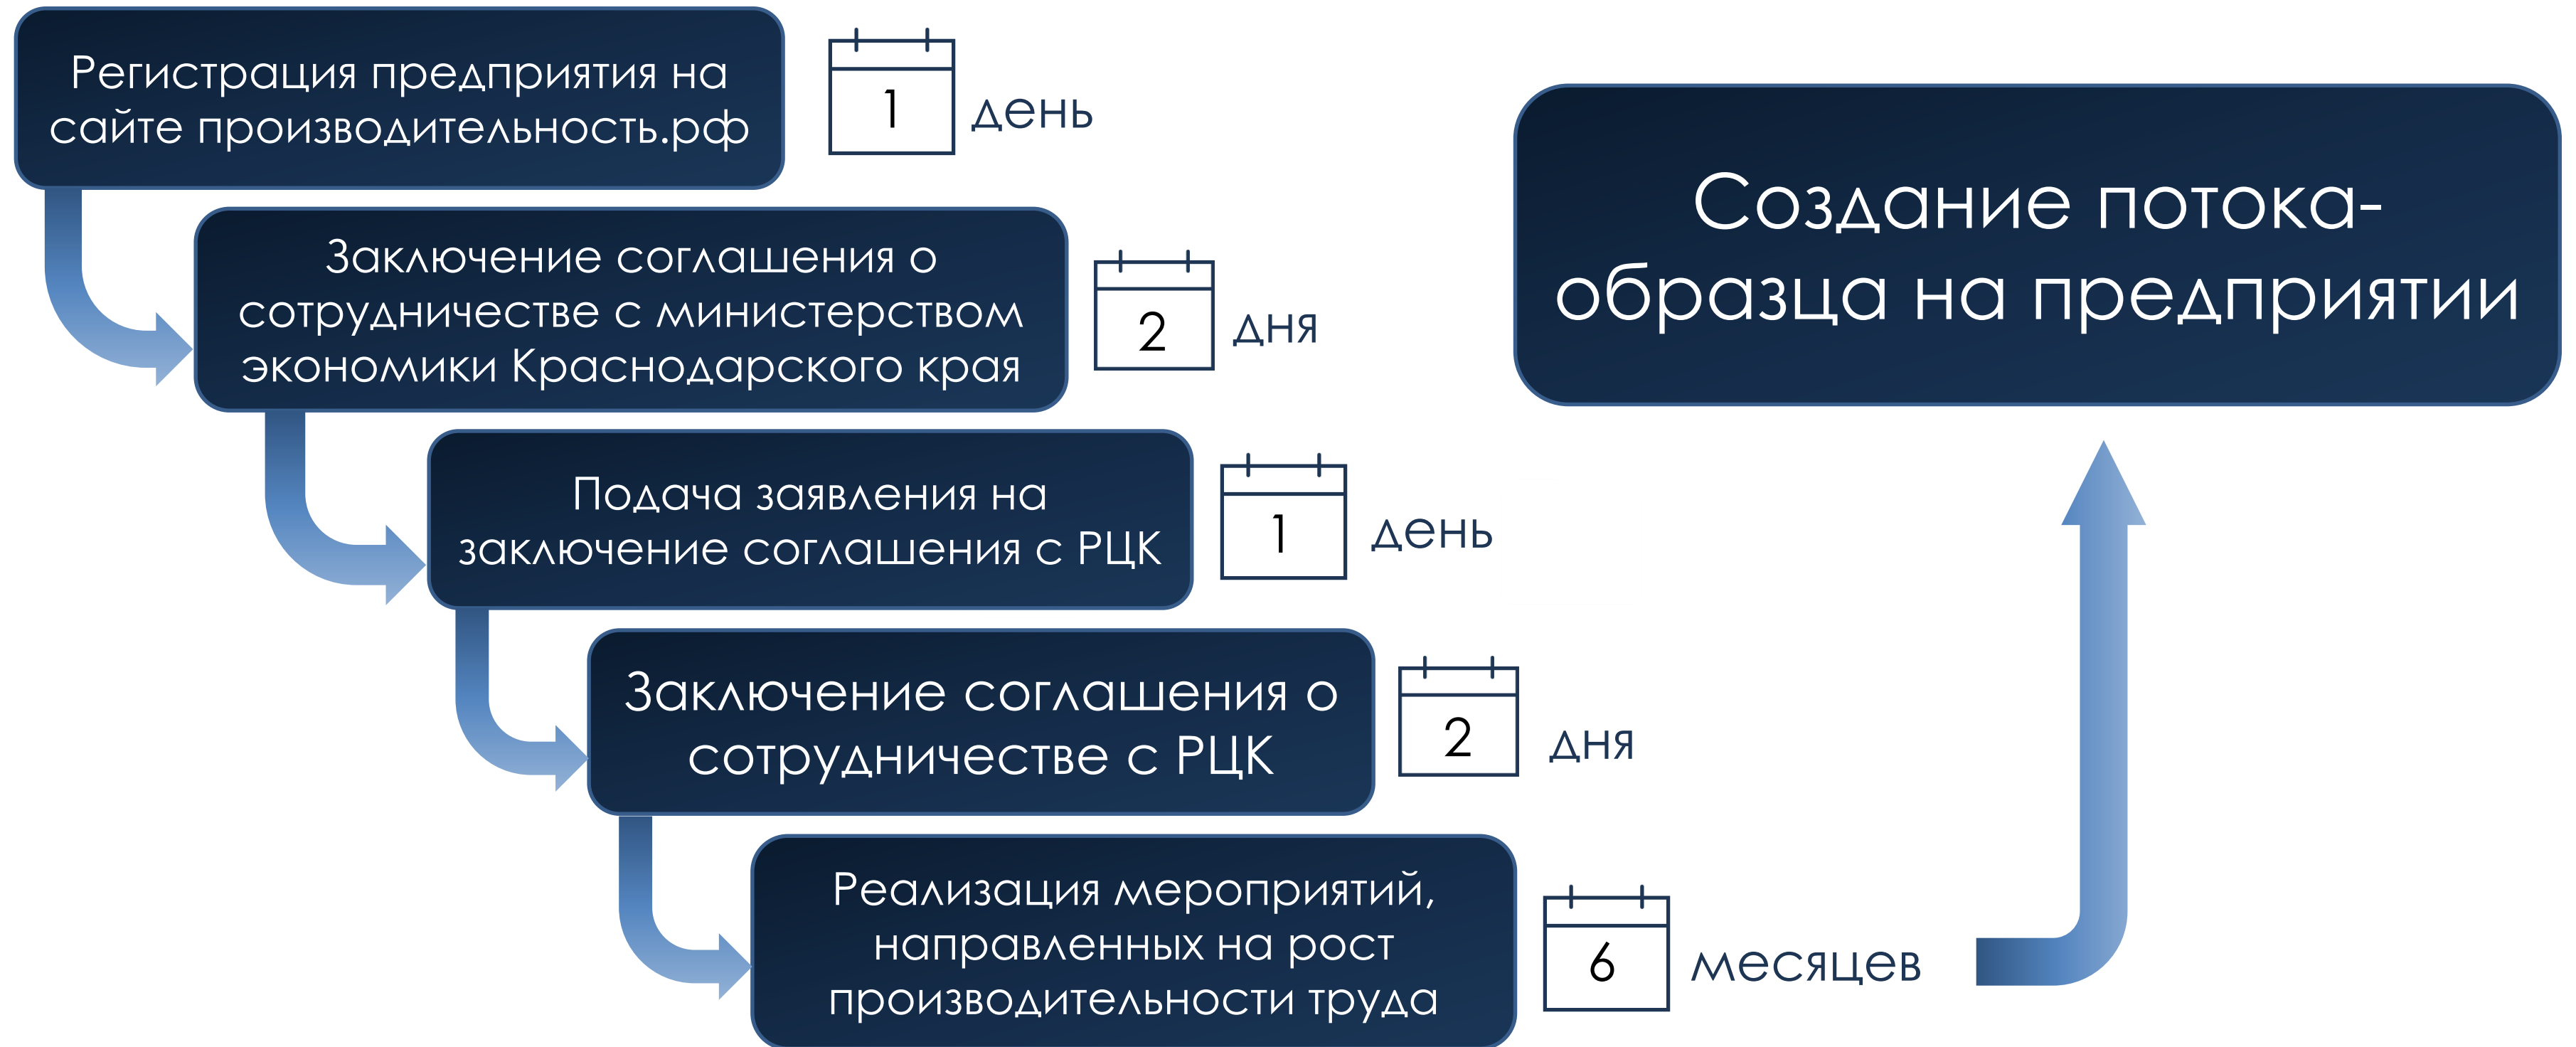 Регистрация предприятия на
сайте производительность.рф
1
день
Заключение соглашения о
сотрудничестве с министерством
экономики Краснодарского края
2
дня
Подача заявления на
заключение соглашения с РЦК
1
день
Заключение соглашения о
сотрудничестве с РЦК
2
дня
Реализация мероприятий,
направленных на рост
производительности труда
6
месяцев
Создание потока-
образца на предприятии